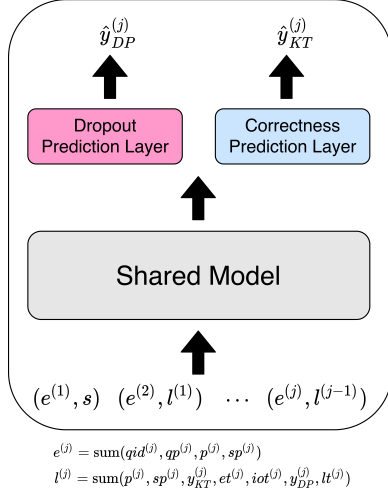 ŷ_{DP}^{(j)} ŷ_{KT}^{(j)}
Dropout Prediction Layer
Correctness Prediction Layer
Shared Model
(e^{(1)}, s) (e^{(2)}, l^{(1)}) ⋯ (e^{(j)}, l^{(j-1)})
e^{(j)} = sum(qid^{(j)}, qp^{(j)}, p^{(j)}, sp^{(j)})
l^{(j)} = sum(p^{(j)}, sp^{(j)}, y_{KT}^{(j)}, et^{(j)}, iot^{(j)}, y_{DP}^{(j)}, lt^{(j)})